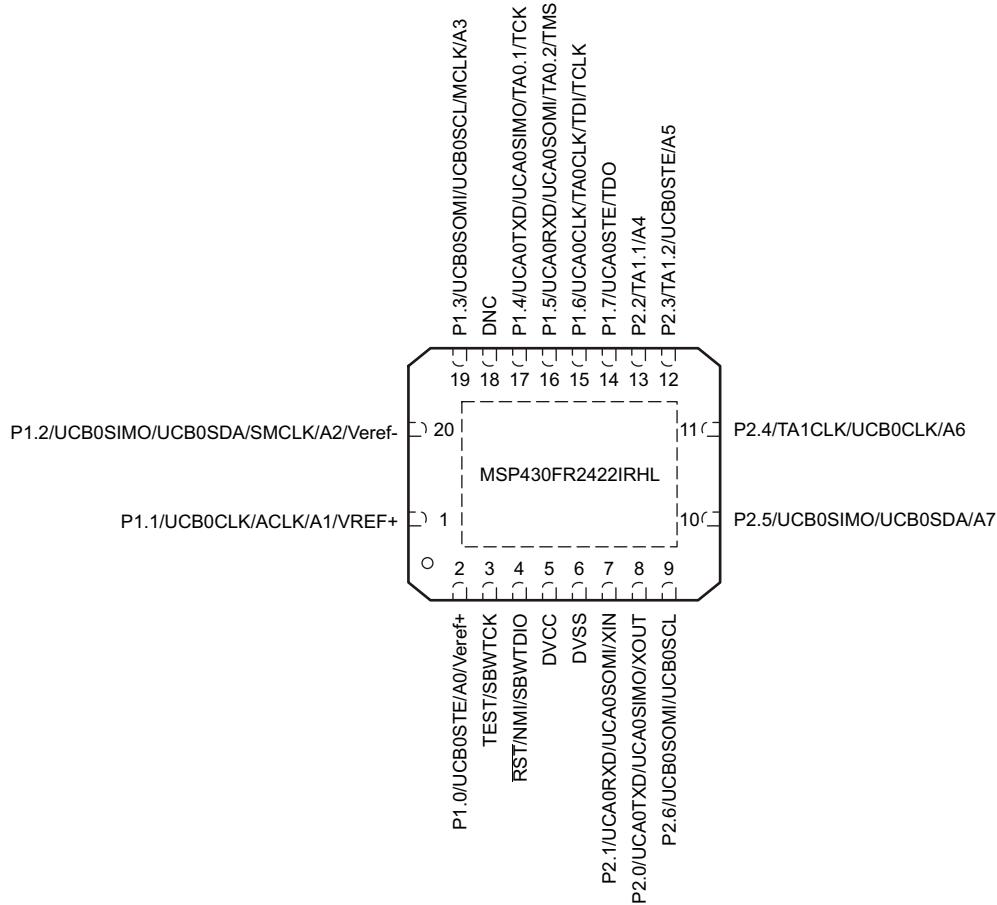 P1.3/UCB0SOMI/UCB0SCL/MCLK/A3
DNC
P1.4/UCA0TXD/UCA0SIMO/TA0.1/TCK
P1.5/UCA0RXD/UCA0SOMI/TA0.2/TMS
P1.6/UCA0CLK/TA0CLK/TDI/TCLK
P1.7/UCA0STE/TDO
P2.2/TA1.1/A4
P2.3/TA1.2/UCB0STE/A5
19 18 17 16 15 14 13 12
P1.2/UCB0SIMO/UCB0SDA/SMCLK/A2/Veref-
20
11
P2.4/TA1CLK/UCB0CLK/A6
MSP430FR2422IRHL
P1.1/UCB0CLK/ACLK/A1/VREF+
1
10
P2.5/UCB0SIMO/UCB0SDA/A7
2 3 4 5 6 7 8 9
P1.0/UCB0STE/A0/Veref+
TEST/SBWTCK
RST/NMI/SBWTDIO
DVCC
DVSS
P2.1/UCA0RXD/UCA0SOMI/XIN
P2.0/UCA0TXD/UCA0SIMO/XOUT
P2.6/UCB0SOMI/UCB0SCL